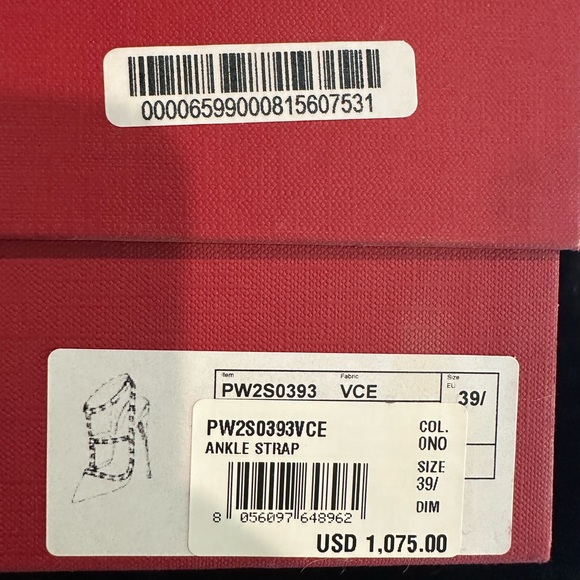 00006599000815607531
Item Fabric Size
EU
PW2S0393 VCE 39/
PW2S0393VCE COL.
ANKLE STRAP 0NO
SIZE
39/
DIM
8 056097 648962
USD 1,075.00